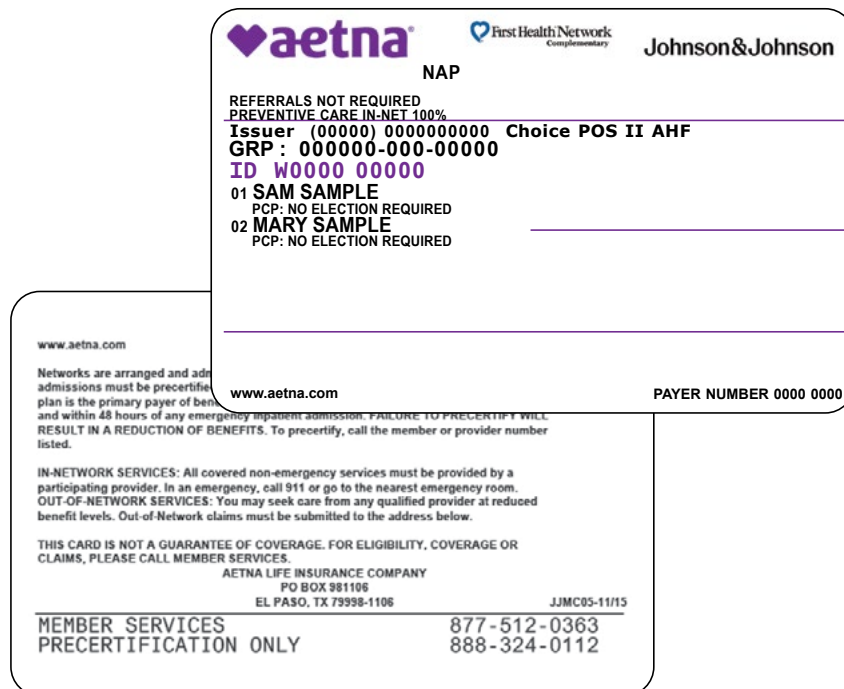 aetna
First Health Network
Complementary
Johnson&Johnson
NAP
REFERRALS NOT REQUIRED
PREVENTIVE CARE IN-NET 100%
Issuer (00000) 0000000000 Choice POS II AHF
GRP : 000000-000-00000
ID W0000 00000
01 SAM SAMPLE
PCP: NO ELECTION REQUIRED
02 MARY SAMPLE
PCP: NO ELECTION REQUIRED
www.aetna.com PAYER NUMBER 0000 0000
www.aetna.com
Networks are arranged and
admissions must be
plan is the primary payer of
and within 48 hours of any emergency inpatient admission. FAILURE TO PRECERTIFY WILL
RESULT IN A REDUCTION OF BENEFITS. To precertify, call the member or provider number
listed.
IN-NETWORK SERVICES: All covered non-emergency services must be provided by a
participating provider. In an emergency, call 911 or go to the nearest emergency room.
OUT-OF-NETWORK SERVICES: You may seek care from any qualified provider at reduced
benefit levels. Out-of-Network claims must be submitted to the address below.
THIS CARD IS NOT A GUARANTEE OF COVERAGE. FOR ELIGIBILITY, COVERAGE OR
CLAIMS, PLEASE CALL MEMBER SERVICES.
AETNA LIFE INSURANCE COMPANY
PO BOX 981106
EL PASO, TX 79998-1106 JJMC05-11/15
MEMBER SERVICES 877-512-0363
PRECERTIFICATION ONLY 888-324-0112